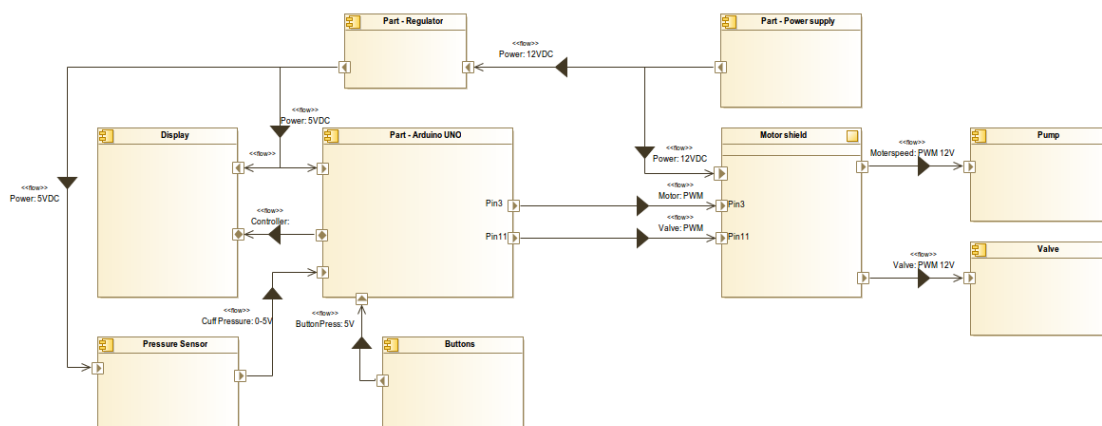 Part - Regulator
Part - Power supply
<<flow>>
Power: 12VDC
<<flow>>
Power: 5VDC
Display
Part - Arduino UNO
Motor shield
Pump
<<flow>>
<<flow>>
Power: 12VDC
<<flow>>
Moterspeed: PWM 12V
<<flow>>
Power: 5VDC
<<flow>>
Motor: PWM
Pin3
Pin3
<<flow>>
Controller:
<<flow>>
Valve: PWM
Pin11
Pin11
Valve
<<flow>>
Valve: PWM 12V
<<flow>>
Cuff Pressure: 0-5V
<<flow>>
ButtonPress: 5V
Pressure Sensor
Buttons